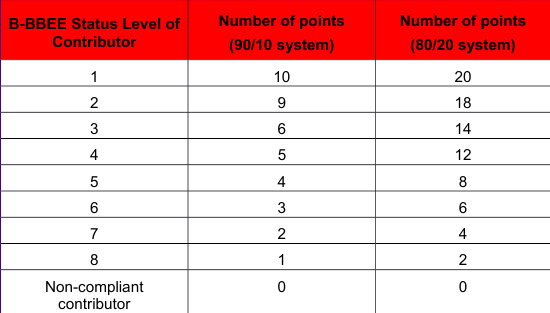 B-BBEE Status Level of Contributor Number of points (90/10 system) Number of points (80/20 system)
1 10 20
2 9 18
3 6 14
4 5 12
5 4 8
6 3 6
7 2 4
8 1 2
Non-compliant contributor 0 0